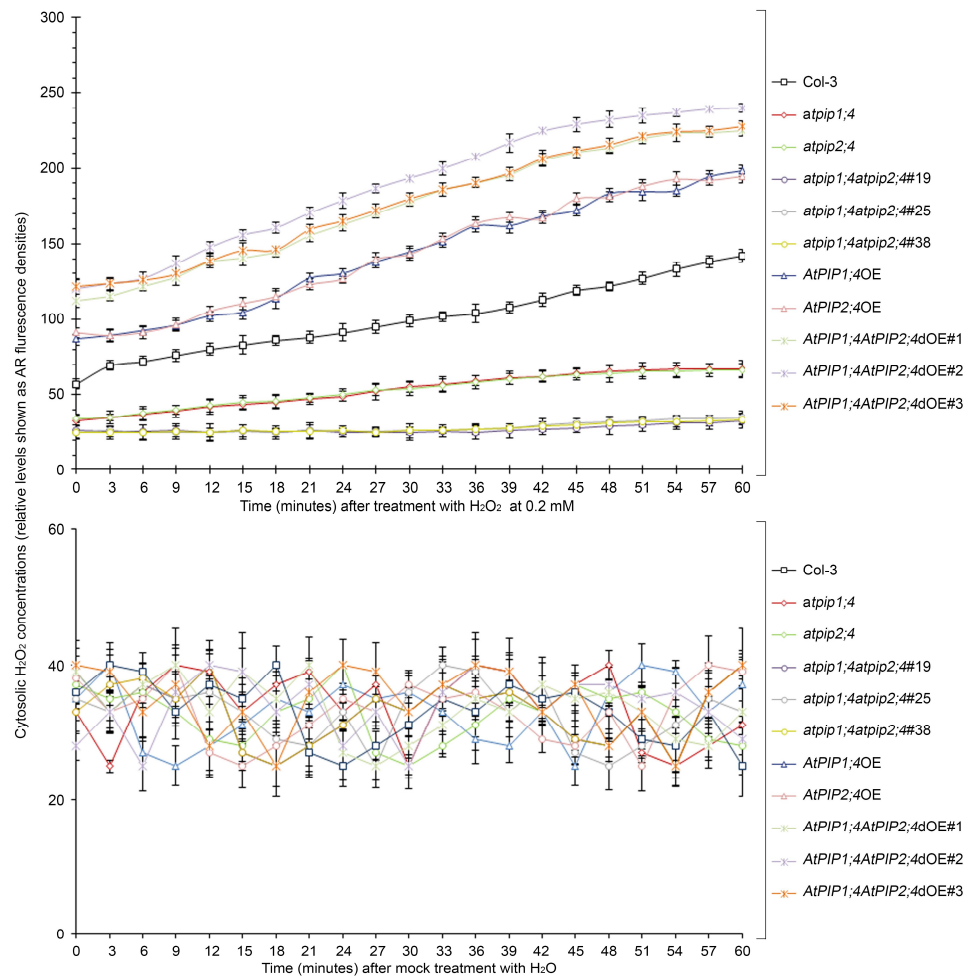 Cytosolic H₂O₂ concentrations (relative levels shown as AR flurescence densities)
300
250
200
150
100
50
0
0 3 6 9 12 15 18 21 24 27 30 33 36 39 42 45 48 51 54 57 60
Time (minutes) after treatment with H₂O₂ at 0.2 mM
Col-3
atpip1;4
atpip2;4
atpip1;4atpip2;4#19
atpip1;4atpip2;4#25
atpip1;4atpip2;4#38
AtPIP1;4OE
AtPIP2;4OE
AtPIP1;4AtPIP2;4dOE#1
AtPIP1;4AtPIP2;4dOE#2
AtPIP1;4AtPIP2;4dOE#3
60
40
20
0
0 3 6 9 12 15 18 21 24 27 30 33 36 39 42 45 48 51 54 57 60
Time (minutes) after mock treatment with H₂O
Col-3
atpip1;4
atpip2;4
atpip1;4atpip2;4#19
atpip1;4atpip2;4#25
atpip1;4atpip2;4#38
AtPIP1;4OE
AtPIP2;4OE
AtPIP1;4AtPIP2;4dOE#1
AtPIP1;4AtPIP2;4dOE#2
AtPIP1;4AtPIP2;4dOE#3